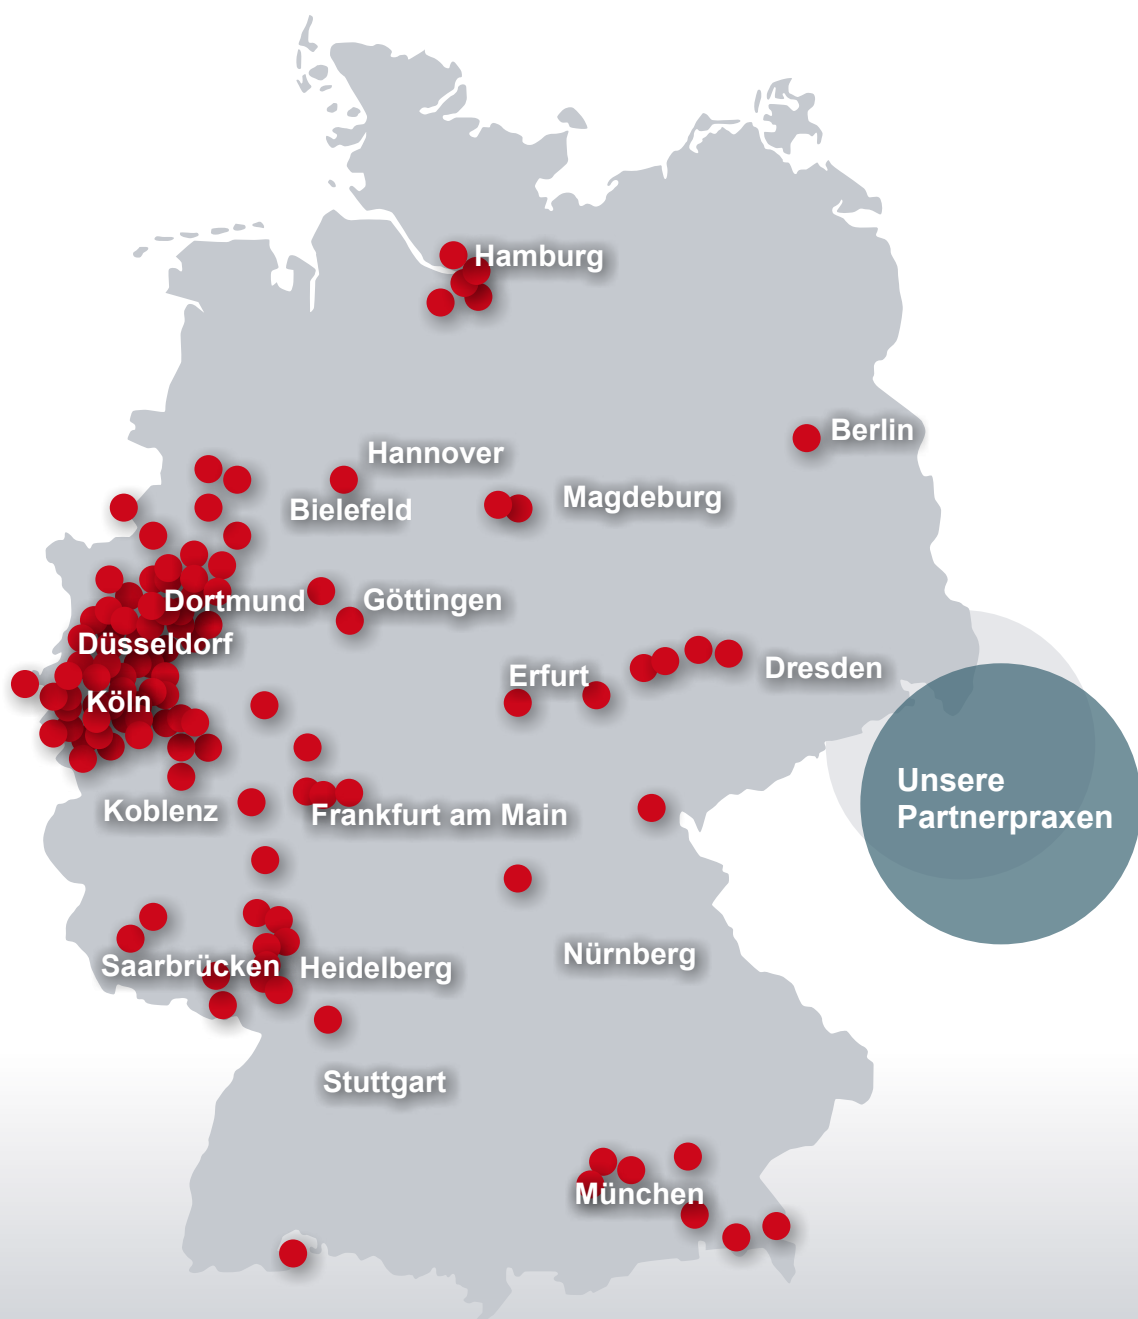 Hamburg
Berlin
Hannover
Magdeburg
Bielefeld
Dortmund
Göttingen
Düsseldorf
Erfurt
Dresden
Köln
Unsere
Partnerpraxen
Koblenz
Frankfurt am Main
Nürnberg
Saarbrücken
Heidelberg
Stuttgart
München